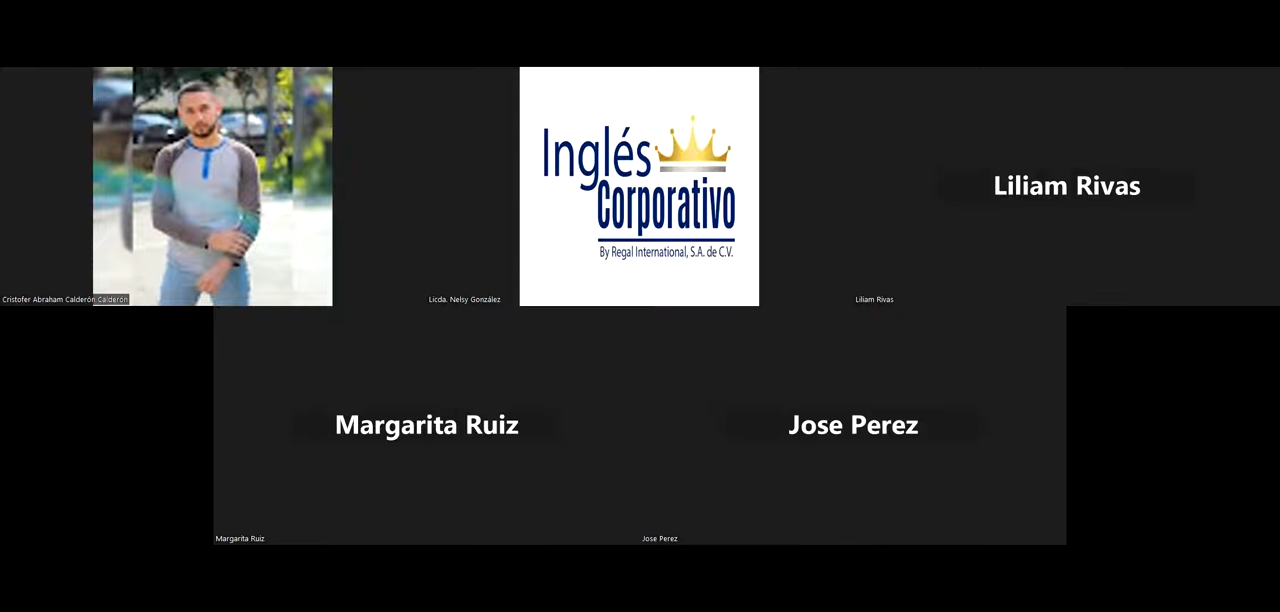 Inglés
Corporativo
By Regal International, S.A. de C.V.
Liliam Rivas
Cristofer Abraham Calderón Calderón
Licda. Nelsy González
Liliam Rivas
Margarita Ruiz
Jose Perez
Margarita Ruiz
Jose Perez